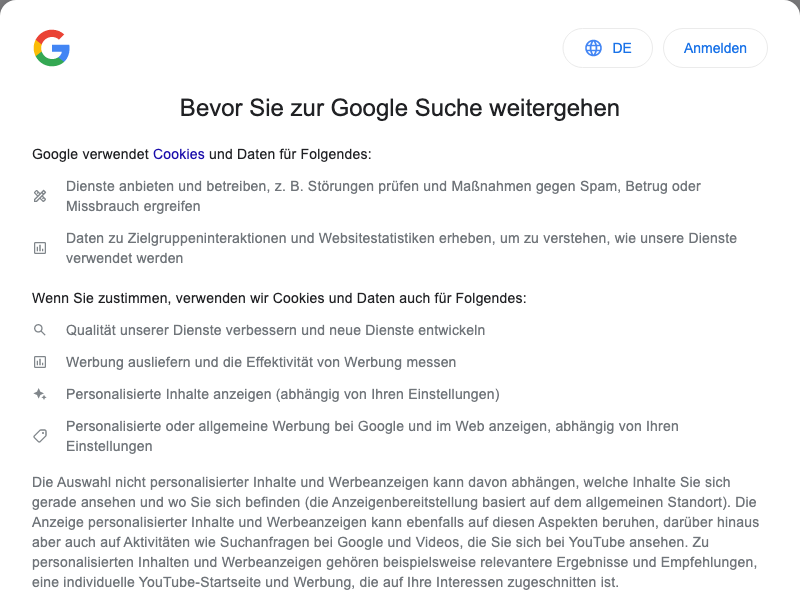 DE
Anmelden
Bevor Sie zur Google Suche weitergehen
Google verwendet Cookies und Daten für Folgendes:
Dienste anbieten und betreiben, z. B. Störungen prüfen und Maßnahmen gegen Spam, Betrug oder
Missbrauch ergreifen
Daten zu Zielgruppeninteraktionen und Websitestatistiken erheben, um zu verstehen, wie unsere Dienste
verwendet werden
Wenn Sie zustimmen, verwenden wir Cookies und Daten auch für Folgendes:
Qualität unserer Dienste verbessern und neue Dienste entwickeln
Werbung ausliefern und die Effektivität von Werbung messen
Personalisierte Inhalte anzeigen (abhängig von Ihren Einstellungen)
Personalisierte oder allgemeine Werbung bei Google und im Web anzeigen, abhängig von Ihren
Einstellungen
Die Auswahl nicht personalisierter Inhalte und Werbeanzeigen kann davon abhängen, welche Inhalte Sie sich
gerade ansehen und wo Sie sich befinden (die Anzeigenbereitstellung basiert auf dem allgemeinen Standort). Die
Anzeige personalisierter Inhalte und Werbeanzeigen kann ebenfalls auf diesen Aspekten beruhen, darüber hinaus
aber auch auf Aktivitäten wie Suchanfragen bei Google und Videos, die Sie sich bei YouTube ansehen. Zu
personalisierten Inhalten und Werbeanzeigen gehören beispielsweise relevantere Ergebnisse und Empfehlungen,
eine individuelle YouTube-Startseite und Werbung, die auf Ihre Interessen zugeschnitten ist.